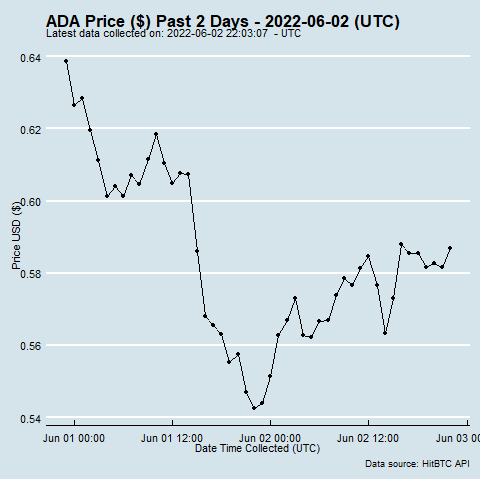 ADA Price ($) Past 2 Days - 2022-06-02 (UTC)
Latest data collected on: 2022-06-02 22:03:07 - UTC
0.64
0.62
0.60
0.58
0.56
0.54
Price USD ($)
Jun 01 00:00
Jun 01 12:00
Jun 02 00:00
Jun 02 12:00
Jun 03 0
Date Time Collected (UTC)
Data source: HitBTC API